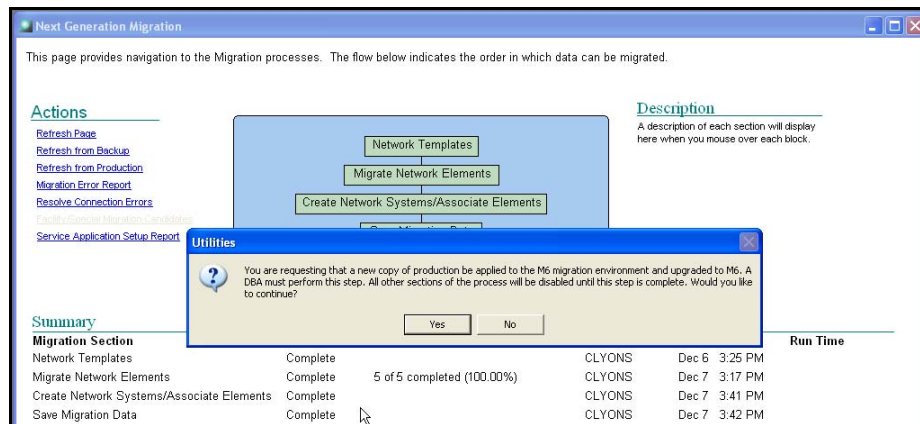 Next Generation Migration
This page provides navigation to the Migration processes. The flow below indicates the order in which data can be migrated.
Actions
Refresh Page
Refresh from Backup
Refresh from Production
Migration Error Report
Resolve Connection Errors
Facility/Special Migration Candidates
Service Application Setup Report
Network Templates
Migrate Network Elements
Create Network Systems/Associate Elements
Save Migration Data
Description
A description of each section will display
here when you mouse over each block.
Utilities
You are requesting that a new copy of production be applied to the M6 migration environment and upgraded to M6. A
DBA must perform this step. All other sections of the process will be disabled until this step is complete. Would you like
to continue?
Yes No
Summary
Migration Section Run Time
Network Templates Complete CLYONS Dec 6 3:25 PM
Migrate Network Elements Complete 5 of 5 completed (100.00%) CLYONS Dec 7 3:17 PM
Create Network Systems/Associate Elements Complete CLYONS Dec 7 3:41 PM
Save Migration Data Complete CLYONS Dec 7 3:42 PM